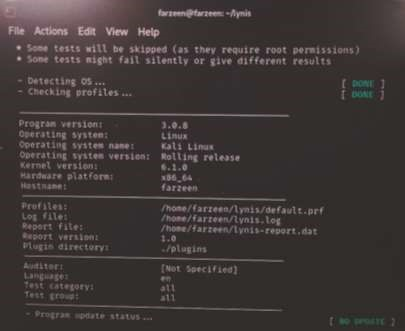 farzeen@farzeen: ~/lynis
File Actions Edit View Help
* Some tests will be skipped (as they require root permissions)
* Some tests might fail silently or give different results
- Detecting OS... [ DONE ]
- Checking profiles... [ DONE ]
Program version: 3.0.8
Operating system: Linux
Operating system name: Kali Linux
Operating system version: Rolling release
Kernel version: 6.1.0
Hardware platform: x86_64
Hostname: farzeen
Profiles: /home/farzeen/lynis/default.prf
Log file: /home/farzeen/lynis.log
Report file: /home/farzeen/lynis-report.dat
Report version: 1.0
Plugin directory: ./plugins
Auditor: [Not Specified]
Language: en
Test category: all
Test group: all
- Program update status... [ NO UPDATE ]